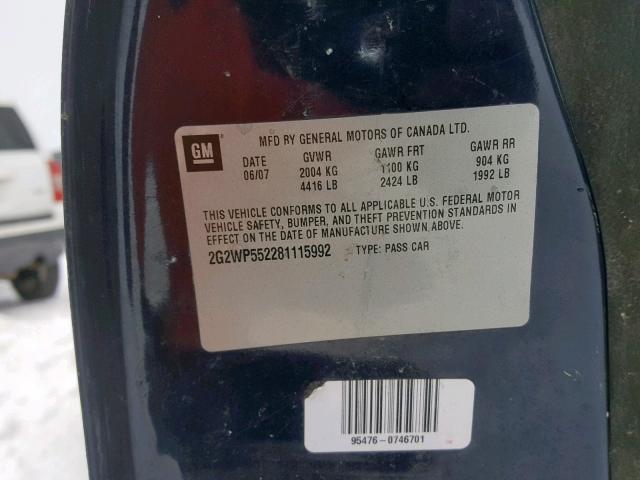 GM
MFD BY GENERAL MOTORS OF CANADA LTD.
DATE GVWR GAWR FRT GAWR RR
06/07 2004 KG 1100 KG 904 KG
4416 LB 2424 LB 1992 LB
THIS VEHICLE CONFORMS TO ALL APPLICABLE U.S. FEDERAL MOTOR
VEHICLE SAFETY, BUMPER, AND THEFT PREVENTION STANDARDS IN
EFFECT ON THE DATE OF MANUFACTURE SHOWN ABOVE.
2G2WP552281115992 TYPE: PASS CAR
95476-0746701